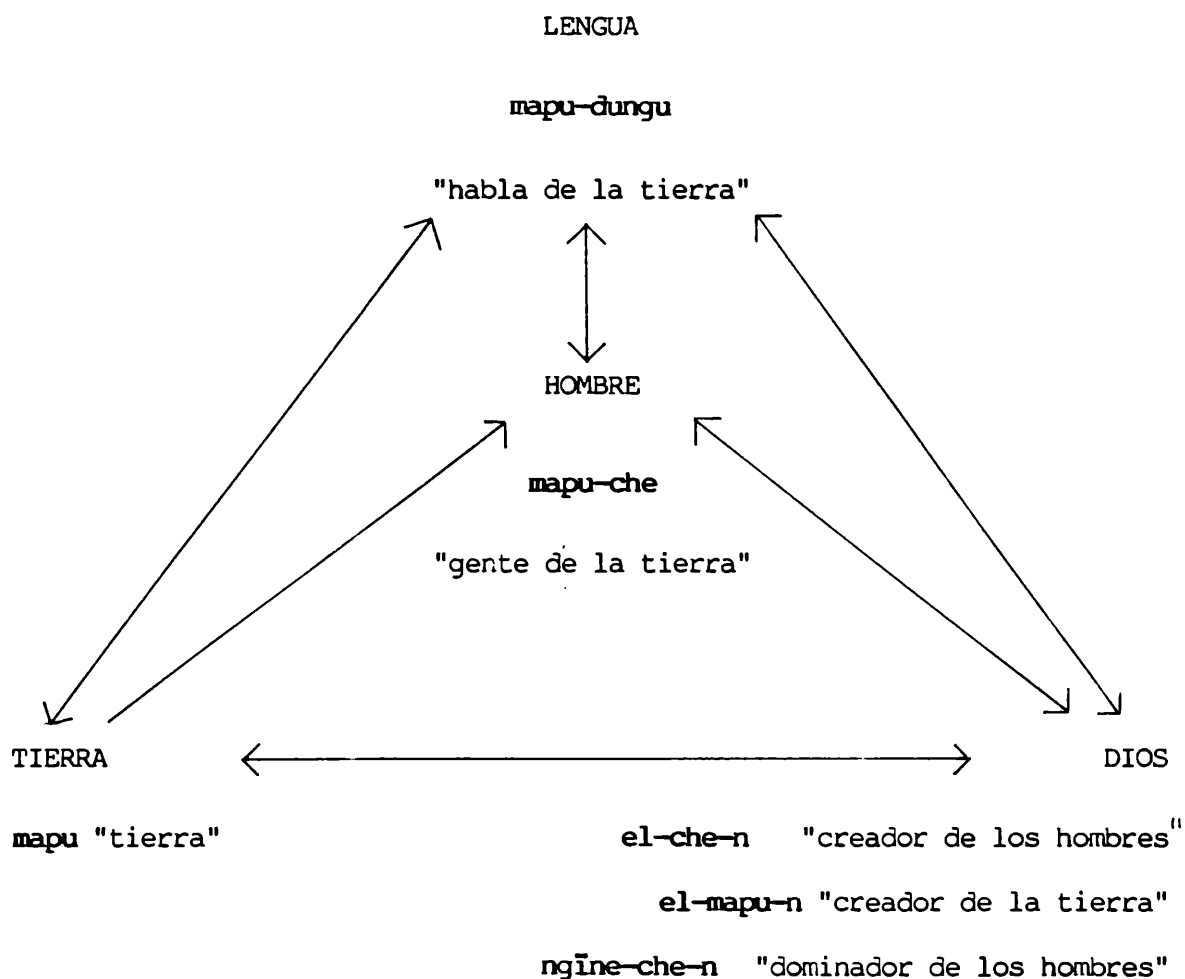 LENGUA
mapu-dungu
"habla de la tierra"
HOMBRE
mapu-che
"gente de la tierra"
TIERRA DIOS
mapu "tierra" el-che-n "creador de los hombres"
el-mapu-n "creador de la tierra"
ngīne-che-n "dominador de los hombres"